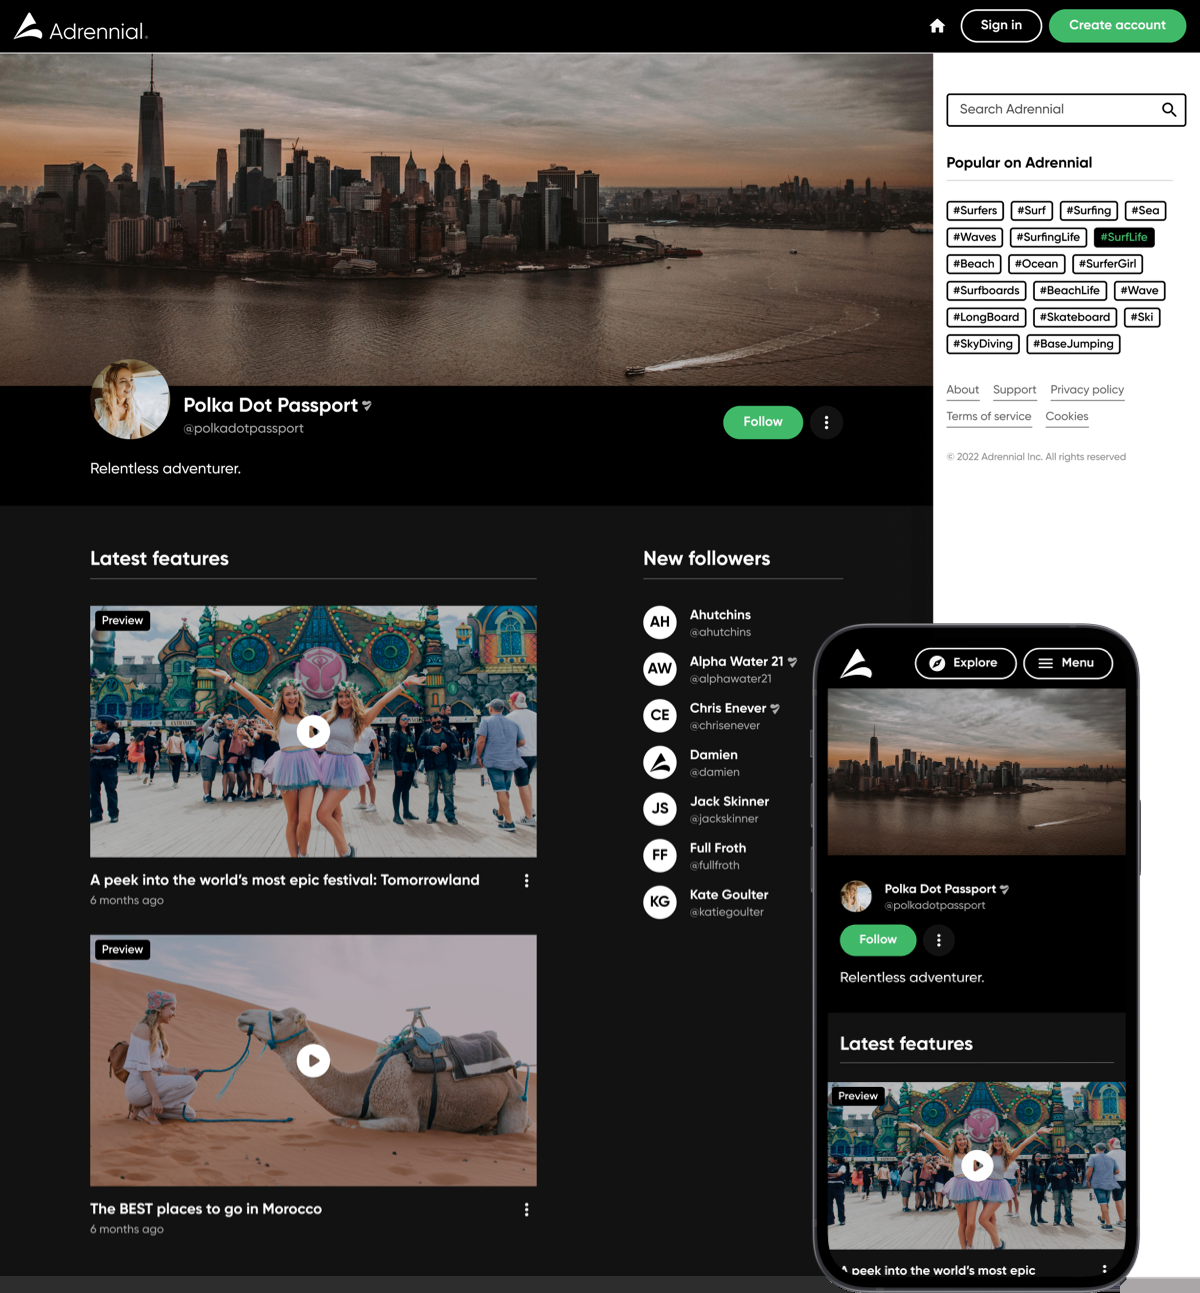 Adrennial.
Sign in
Create account
Search Adrennial
Popular on Adrennial
#Surfers #Surf #Surfing #Sea
#Waves #SurfingLife #SurfLife
#Beach #Ocean #SurferGirl
#Surfboards #BeachLife #Wave
#LongBoard #Skateboard #Ski
#SkyDiving #BaseJumping
About Support Privacy policy
Terms of service Cookies
© 2022 Adrennial Inc. All rights reserved
Polka Dot Passport
@polkadotpassport
Follow
Relentless adventurer.
Latest features
Preview
A peek into the world's most epic festival: Tomorrowland
6 months ago
Preview
The BEST places to go in Morocco
6 months ago
New followers
AH
Ahutchins
@ahutchins
AW
Alpha Water 21
@alphawater21
CE
Chris Enever
@chrisenever
Damien
@damien
JS
Jack Skinner
@jackskinner
FF
Full Froth
@fullfroth
KG
Kate Goulter
@katiegoulter
Explore
Menu
Polka Dot Passport
@polkadotpassport
Follow
Relentless adventurer.
Latest features
Preview
A peek into the world's most epic